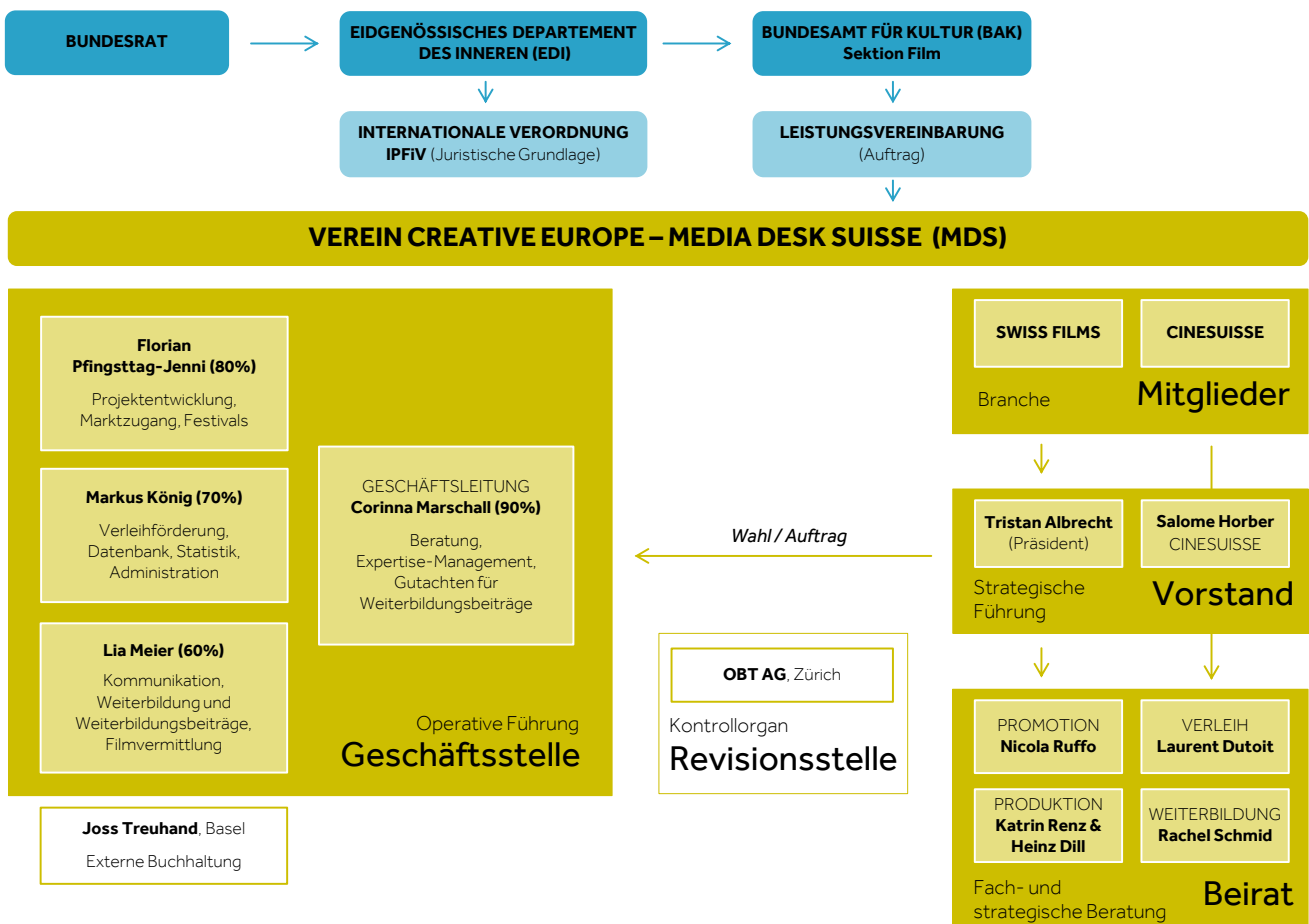 BUNDESRAT
EIDGENÖSSISCHES DEPARTEMENT
DES INNEREN (EDI)
BUNDESAMT FÜR KULTUR (BAK)
Sektion Film
INTERNATIONALE VERORDNUNG
IPFiV (Juristische Grundlage)
LEISTUNGSVEREINBARUNG
(Auftrag)
VEREIN CREATIVE EUROPE – MEDIA DESK SUISSE (MDS)
Florian
Pfingsttag-Jenni (80%)
Projektentwicklung,
Marktzugang, Festivals
Markus König (70%)
Verleihförderung,
Datenbank, Statistik,
Administration
Lia Meier (60%)
Kommunikation,
Weiterbildung und
Weiterbildungsbeiträge,
Filmvermittlung
GESCHÄFTSLEITUNG
Corinna Marschall (90%)
Beratung,
Expertise-Management,
Gutachten für
Weiterbildungsbeiträge
Operative Führung
Geschäftsstelle
Joss Treuhand, Basel
Externe Buchhaltung
Wahl / Auftrag
OBT AG, Zürich
Kontrollorgan
Revisionsstelle
SWISS FILMS
CINESUISSE
Branche
Mitglieder
Tristan Albrecht
(Präsident)
Salome Horber
CINESUISSE
Strategische
Führung
Vorstand
PROMOTION
Nicola Ruffo
VERLEIH
Laurent Dutoit
PRODUKTION
Katrin Renz &
Heinz Dill
WEITERBILDUNG
Rachel Schmid
Fach- und
strategische Beratung
Beirat